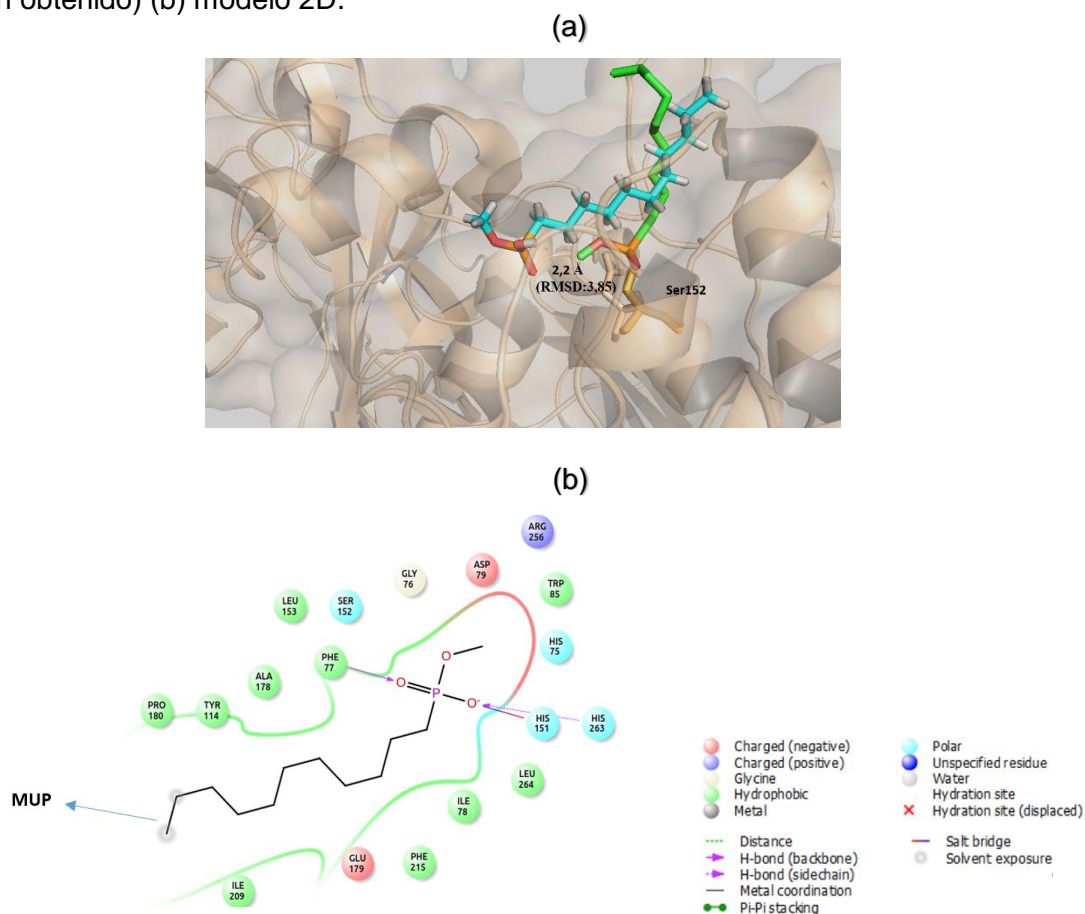 n obtenido) (b) modelo 2D.
(a)
2,2 Å
(RMSD:3,85)
Ser152
(b)
ARG
256
ASP
79
GLY
76
TRP
85
LEU
153
SER
152
HIS
75
PHE
77
O
O
P
O-
ALA
178
PRO
180
TYR
114
HIS
151
HIS
263
LEU
264
ILE
78
MUP
GLU
179
PHE
215
ILE
209
Charged (negative)
Charged (positive)
Glycine
Hydrophobic
Metal
Polar
Unspecified residue
Water
Hydration site
Hydration site (displaced)
Distance
H-bond (backbone)
H-bond (sidechain)
Metal coordination
Pi-Pi stacking
Salt bridge
Solvent exposure